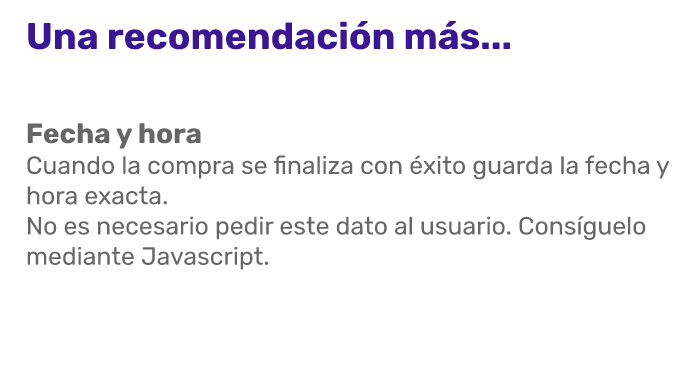 Una recomendación más...
Fecha y hora
Cuando la compra se finaliza con éxito guarda la fecha y
hora exacta.
No es necesario pedir este dato al usuario. Consíguelo
mediante Javascript.